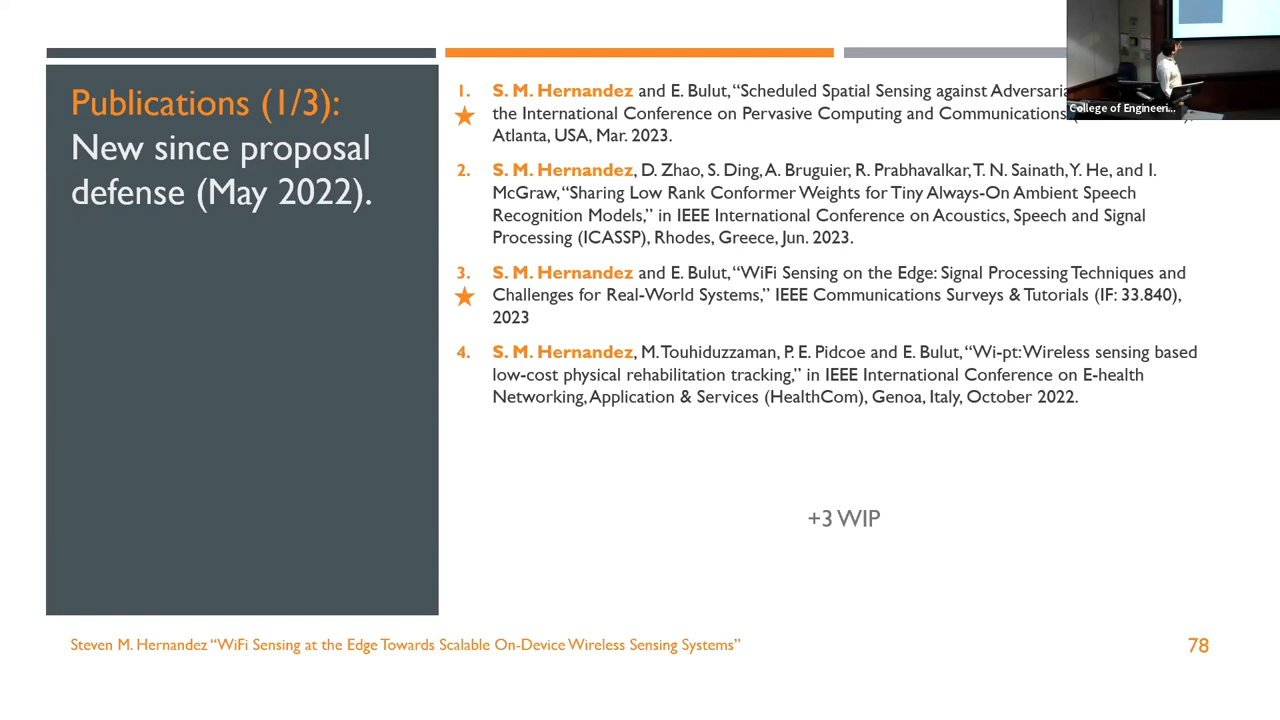 Publications (1/3):
New since proposal
defense (May 2022).
1. S. M. Hernandez and E. Bulut, “Scheduled Spatial Sensing against
the International Conference on Pervasive Computing and Communications
Atlanta, USA, Mar. 2023.
2. S. M. Hernandez, D. Zhao, S. Ding, A. Bruguier, R. Prabhavalkar, T. N. Sainath, Y. He, and I.
McGraw, “Sharing Low Rank Conformer Weights for Tiny Always-On Ambient Speech
Recognition Models,” in IEEE International Conference on Acoustics, Speech and Signal
Processing (ICASSP), Rhodes, Greece, Jun. 2023.
3. S. M. Hernandez and E. Bulut, “WiFi Sensing on the Edge: Signal Processing Techniques and
Challenges for Real-World Systems,” IEEE Communications Surveys & Tutorials (IF: 33.840),
2023
4. S. M. Hernandez, M. Touhiduzzaman, P. E. Pidcoe and E. Bulut, “Wi-pt: Wireless sensing based
low-cost physical rehabilitation tracking,” in IEEE International Conference on E-health
Networking, Application & Services (HealthCom), Genoa, Italy, October 2022.
+3 WIP
College of Engineeri...
Steven M. Hernandez “WiFi Sensing at the Edge Towards Scalable On-Device Wireless Sensing Systems”
78